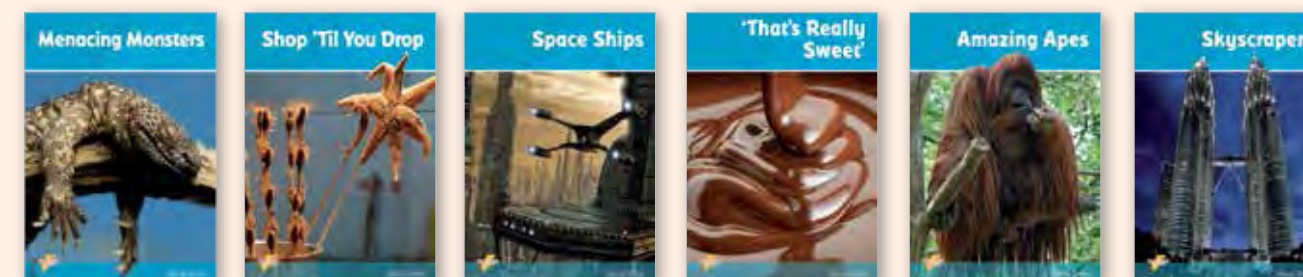 Menacing Monsters
Shop 'Til You Drop
Space Ships
'That's Really
Sweet'
Amazing Apes
Skyscraper